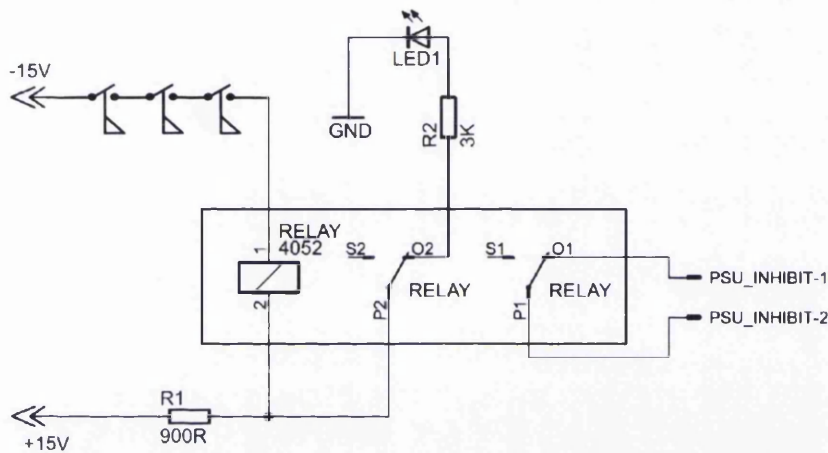 -15V
LED1
GND
R2
3K
RELAY
4052
1
2
S2
O2
P2
RELAY
S1
O1
P1
RELAY
PSU_INHIBIT-1
PSU_INHIBIT-2
R1
900R
+15V